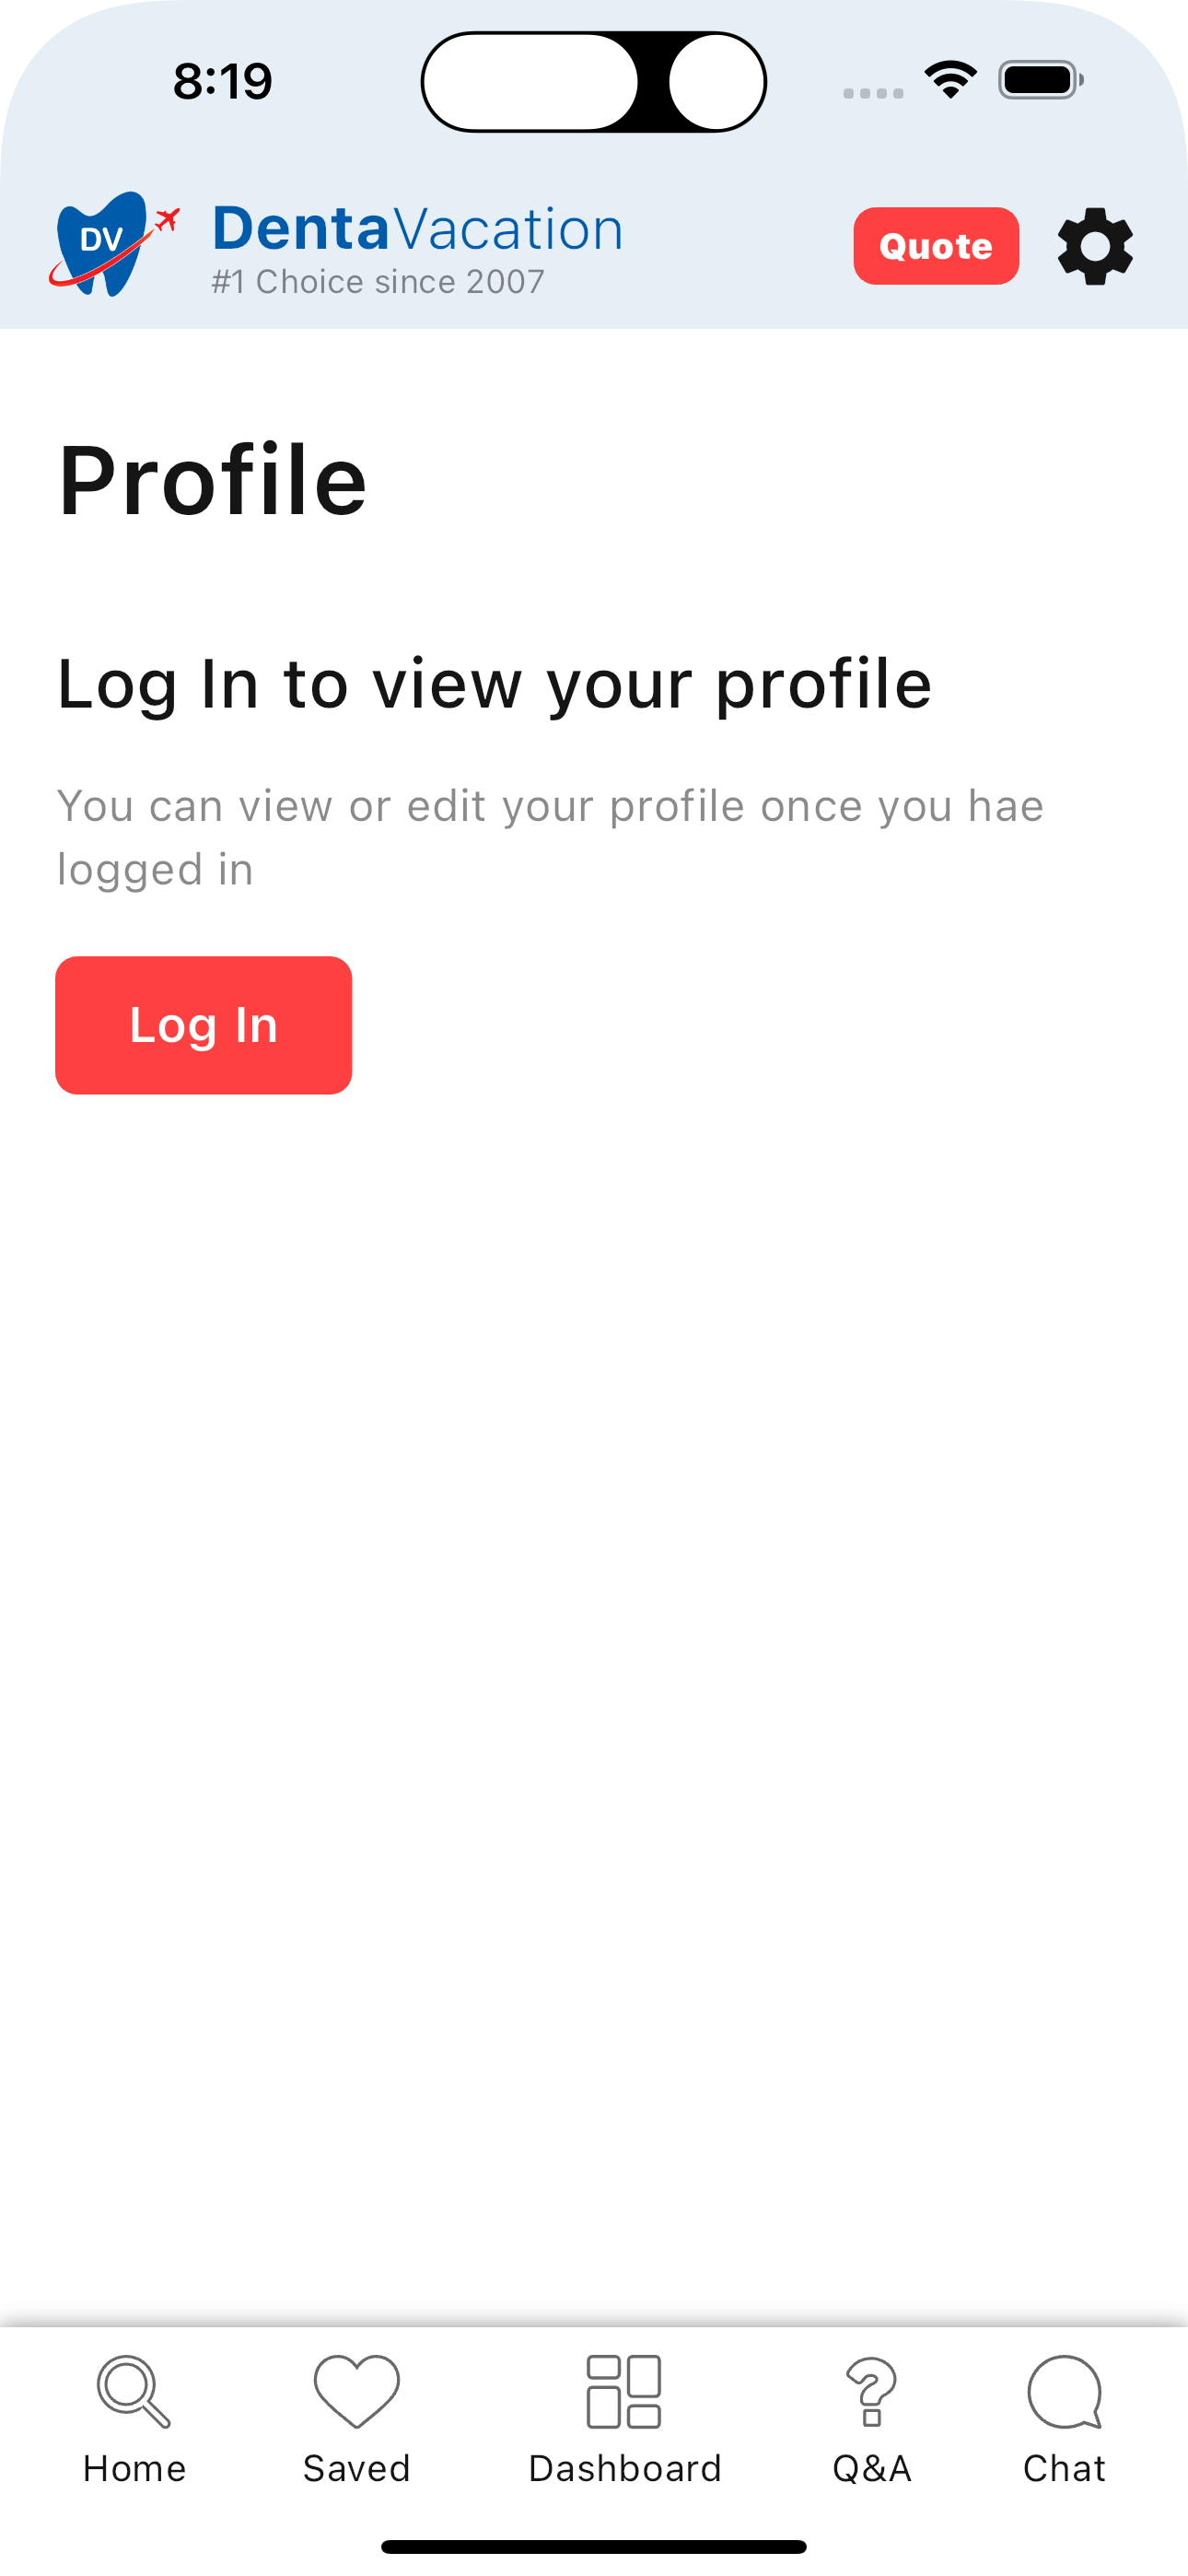 8:19
DV
DentaVacation
#1 Choice since 2007
Quote
Profile
Log In to view your profile
You can view or edit your profile once you hae
logged in
Log In
Home
Saved
Dashboard
Q&A
Chat